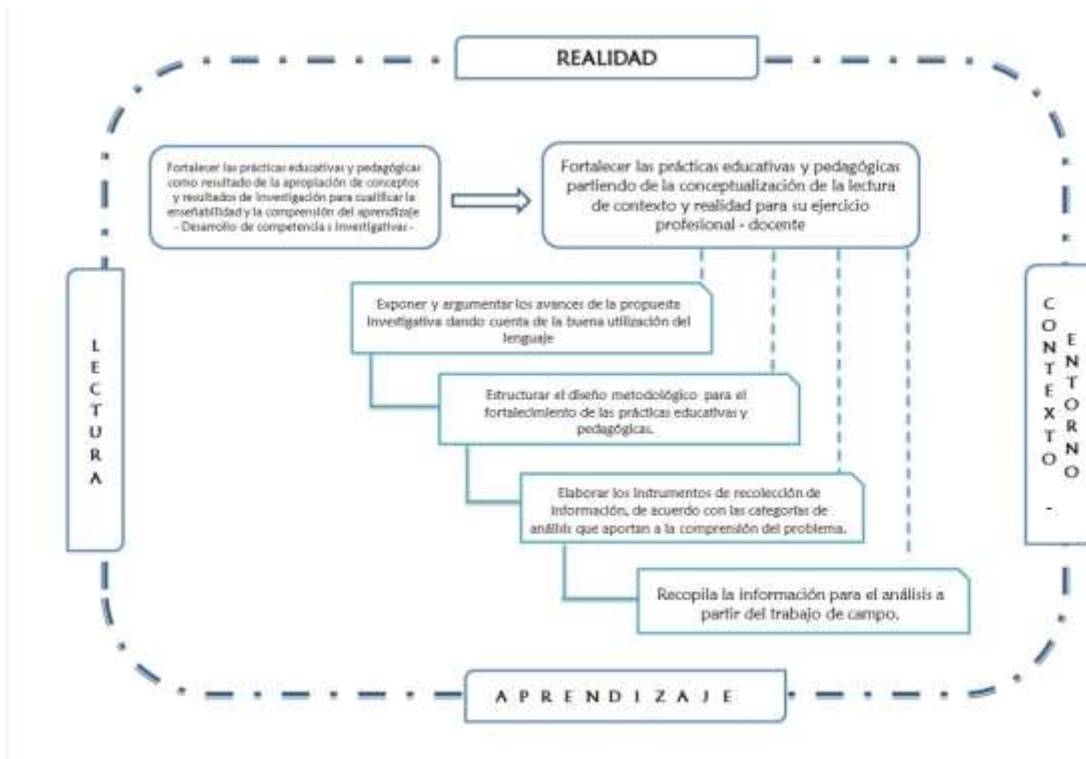 REALIDAD
Fortalecer las prácticas educativas y pedagógicas
como resultado de la apropiación de conceptos
y resultados de investigación para cualificar la
enseñabilidad y la comprensión del aprendizaje
- Desarrollo de competencia s investigativas -
Fortalecer las prácticas educativas y pedagógicas
partiendo de la conceptualización de la lectura
de contexto y realidad para su ejercicio
profesional - docente
LECTURA
Exponer y argumentar los avances de la propuesta
investigativa dando cuenta de la buena utilización del
lenguaje
Estructurar el diseño metodológico para el
fortalecimiento de las prácticas educativas y
pedagógicas.
Elaborar los instrumentos de recolección de
información, de acuerdo con las categorías de
análisis que aportan a la comprensión del problema.
Recopila la información para el análisis a
partir del trabajo de campo.
CONTEXTO -
ENTORNO
APRENDIZAJE